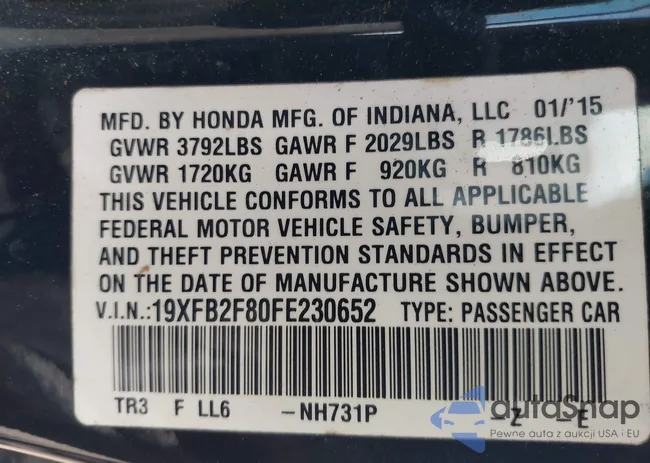 MFD. BY HONDA MFG. OF INDIANA, LLC 01/'15
GVWR 3792LBS GAWR F 2029LBS R 1786LBS
GVWR 1720KG GAWR F 920KG R 810KG
THIS VEHICLE CONFORMS TO ALL APPLICABLE
FEDERAL MOTOR VEHICLE SAFETY, BUMPER,
AND THEFT PREVENTION STANDARDS IN EFFECT
ON THE DATE OF MANUFACTURE SHOWN ABOVE.
V.I.N.:19XFB2F80FE230652 TYPE: PASSENGER CAR
TR3 F LL6 -NH731P -Z -E
autoSnap
Pewne auta z aukcji USA i EU